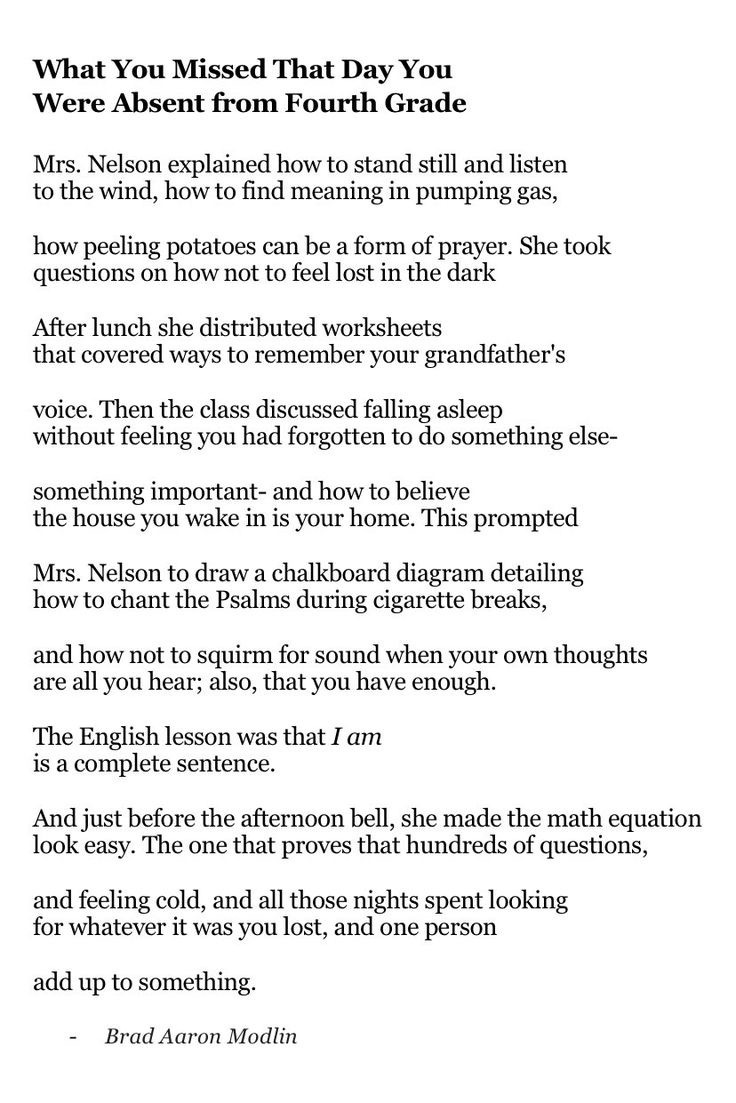 What You Missed That Day You
Were Absent from Fourth Grade
Mrs. Nelson explained how to stand still and listen
to the wind, how to find meaning in pumping gas,
how peeling potatoes can be a form of prayer. She took
questions on how not to feel lost in the dark
After lunch she distributed worksheets
that covered ways to remember your grandfather's
voice. Then the class discussed falling asleep
without feeling you had forgotten to do something else-
something important- and how to believe
the house you wake in is your home. This prompted
Mrs. Nelson to draw a chalkboard diagram detailing
how to chant the Psalms during cigarette breaks,
and how not to squirm for sound when your own thoughts
are all you hear; also, that you have enough.
The English lesson was that I am
is a complete sentence.
And just before the afternoon bell, she made the math equation
look easy. The one that proves that hundreds of questions,
and feeling cold, and all those nights spent looking
for whatever it was you lost, and one person
add up to something.
- Brad Aaron Modlin